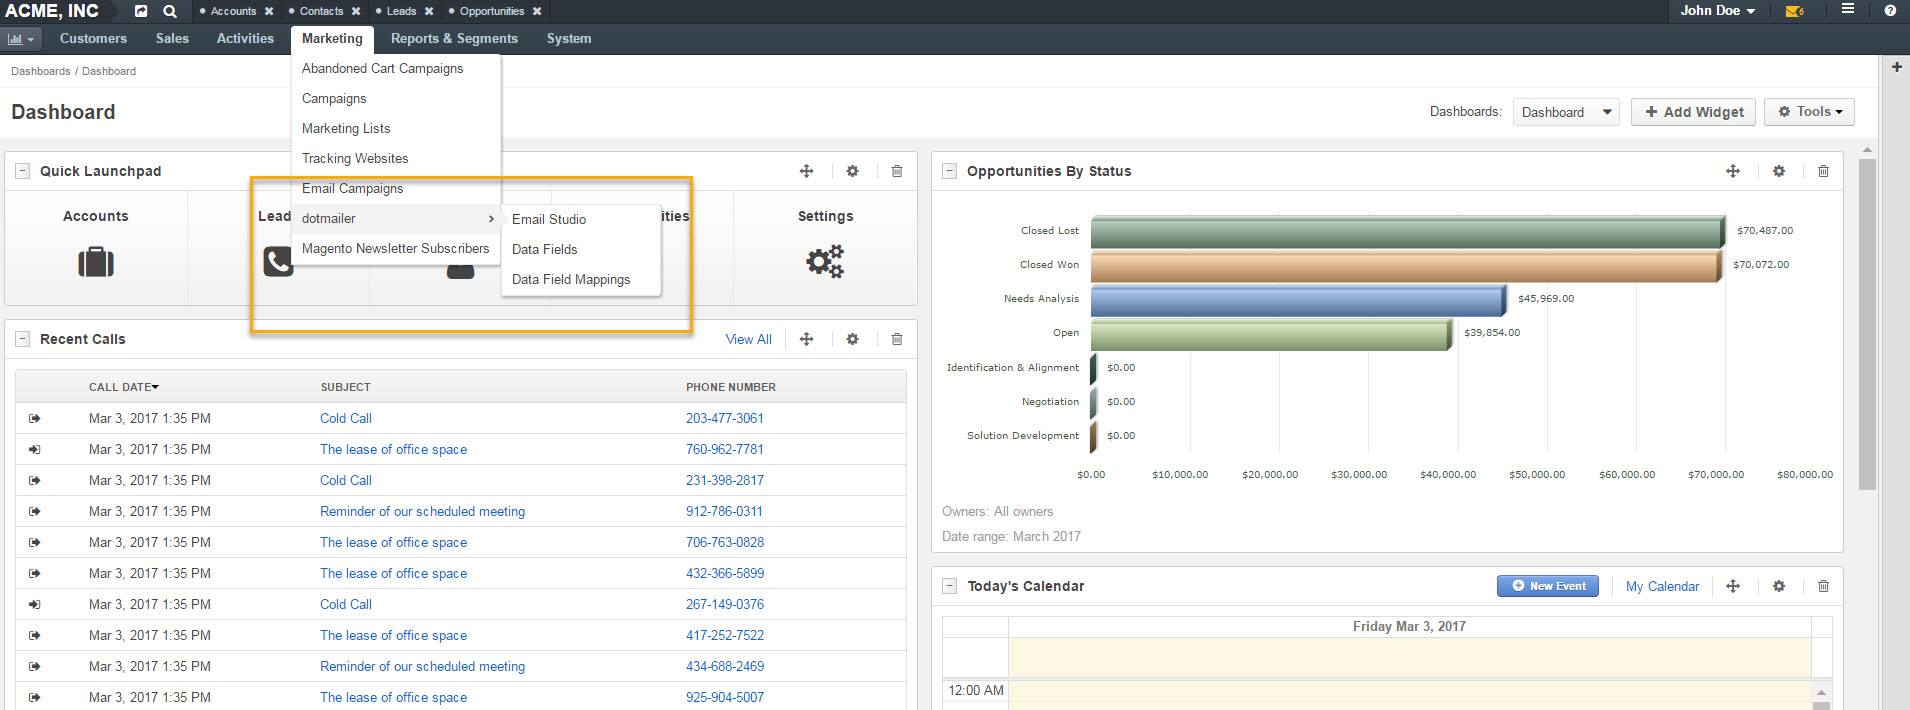 ACME, INC
Accounts
Contacts
Leads
Opportunities
John Doe
6
Customers
Sales
Activities
Marketing
Reports & Segments
System
Dashboards / Dashboard
Dashboard
Dashboards:
Dashboard
Add Widget
Tools
Abandoned Cart Campaigns
Campaigns
Marketing Lists
Tracking Websites
Email Campaigns
dotmailer
Magento Newsletter Subscribers
Email Studio
Data Fields
Data Field Mappings
Quick Launchpad
Accounts
Lead
ities
Settings
Recent Calls
View All
CALL DATE SUBJECT PHONE NUMBER
Mar 3, 2017 1:35 PM Cold Call 203-477-3061
Mar 3, 2017 1:35 PM The lease of office space 760-962-7781
Mar 3, 2017 1:35 PM Cold Call 231-398-2817
Mar 3, 2017 1:35 PM Reminder of our scheduled meeting 912-786-0311
Mar 3, 2017 1:35 PM The lease of office space 706-763-0828
Mar 3, 2017 1:35 PM The lease of office space 432-366-5899
Mar 3, 2017 1:35 PM Cold Call 267-149-0376
Mar 3, 2017 1:35 PM The lease of office space 417-252-7522
Mar 3, 2017 1:35 PM Reminder of our scheduled meeting 434-688-2469
Mar 3, 2017 1:35 PM The lease of office space 925-904-5007
Opportunities By Status
Closed Lost $70,487.00
Closed Won $70,072.00
Needs Analysis $45,969.00
Open $39,854.00
Identification & Alignment $0.00
Negotiation $0.00
Solution Development $0.00
$0.00 $10,000.00 $20,000.00 $30,000.00 $40,000.00 $50,000.00 $60,000.00 $70,000.00 $80,000.00
Owners: All owners
Date range: March 2017
Today's Calendar
New Event
My Calendar
Friday Mar 3, 2017
12:00 AM